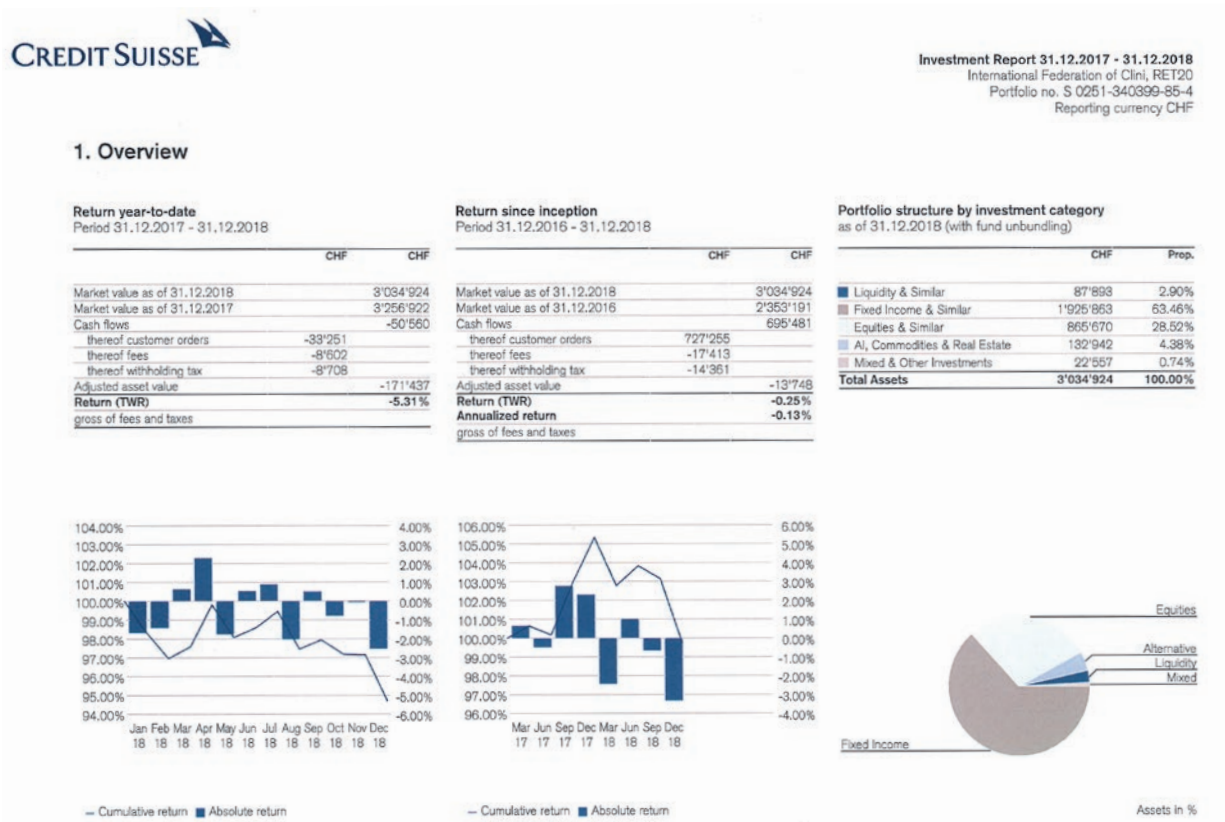 CREDIT SUISSE
Investment Report 31.12.2017 - 31.12.2018
International Federation of Clini, RET20
Portfolio no. S 0251-340399-85-4
Reporting currency CHF
1. Overview
Return year-to-date
Period 31.12.2017 - 31.12.2018
CHF CHF
Market value as of 31.12.2018 3'034'924
Market value as of 31.12.2017 3'256'922
Cash flows -50'560
thereof customer orders -33'251
thereof fees -8'602
thereof withholding tax -8'708
Adjusted asset value -171'437
Return (TWR) -5.31%
gross of fees and taxes
Return since inception
Period 31.12.2016 - 31.12.2018
CHF CHF
Market value as of 31.12.2018 3'034'924
Market value as of 31.12.2016 2'353'191
Cash flows 695'481
thereof customer orders 727'255
thereof fees -17'413
thereof withholding tax -14'361
Adjusted asset value -13'748
Return (TWR) -0.25%
Annualized return -0.13%
gross of fees and taxes
Portfolio structure by investment category
as of 31.12.2018 (with fund unbundling)
CHF Prop.
Liquidity & Similar 87'893 2.90%
Fixed Income & Similar 1'925'863 63.46%
Equities & Similar 865'670 28.52%
AI, Commodities & Real Estate 132'942 4.38%
Mixed & Other Investments 22'557 0.74%
Total Assets 3'034'924 100.00%
104.00% 4.00%
103.00% 3.00%
102.00% 2.00%
101.00% 1.00%
100.00% 0.00%
99.00% -1.00%
98.00% -2.00%
97.00% -3.00%
96.00% -4.00%
95.00% -5.00%
94.00% -6.00%
Jan Feb Mar Apr May Jun Jul Aug Sep Oct Nov Dec
18 18 18 18 18 18 18 18 18 18 18 18
— Cumulative return Absolute return
106.00% 6.00%
105.00% 5.00%
104.00% 4.00%
103.00% 3.00%
102.00% 2.00%
101.00% 1.00%
100.00% 0.00%
99.00% -1.00%
98.00% -2.00%
97.00% -3.00%
96.00% -4.00%
Mar Jun Sep Dec Mar Jun Sep Dec
17 17 17 17 18 18 18 18
— Cumulative return Absolute return
Equities
Alternative
Liquidity
Mixed
Fixed Income
Assets in %